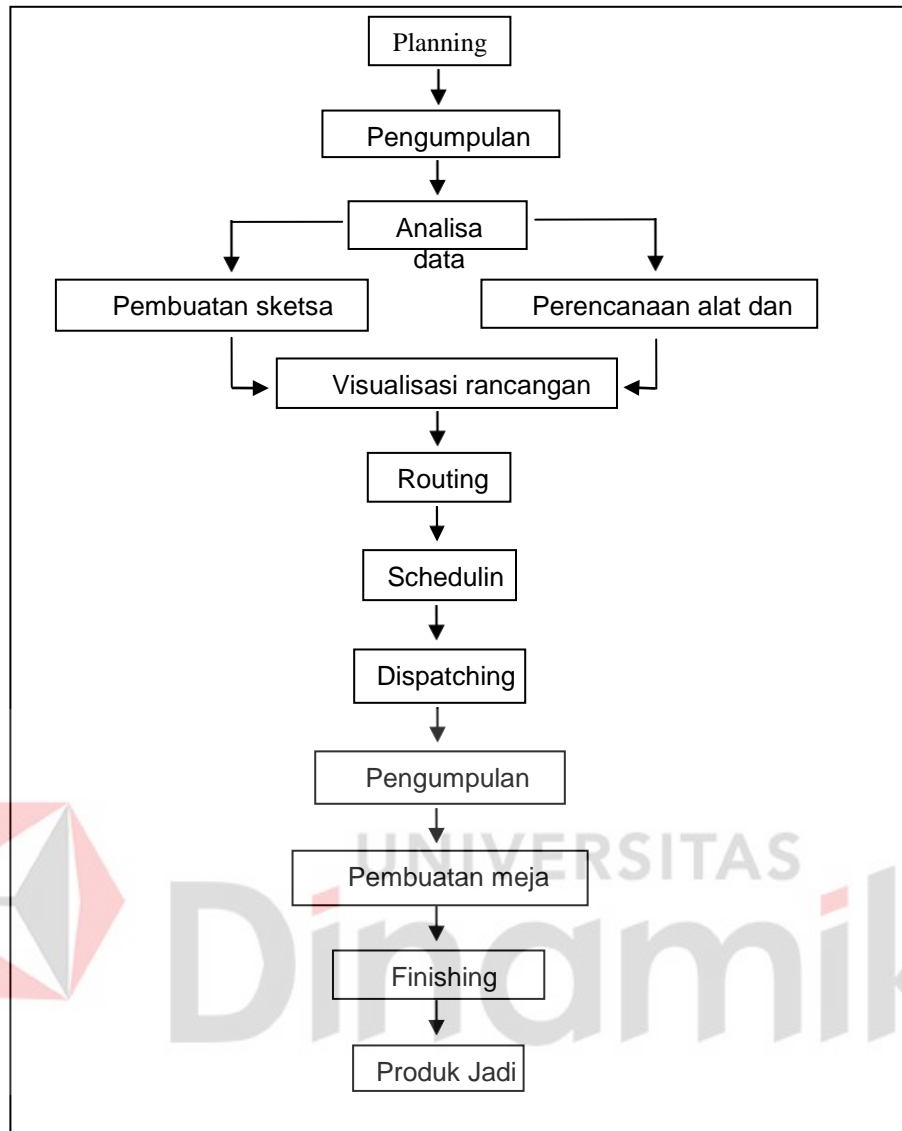 Planning
Pengumpulan
Analisa
data
Pembuatan sketsa
Perencanaan alat dan
Visualisasi rancangan
Routing
Schedulin
Dispatching
Pengumpulan
UNIVERSITAS
Pembuatan meja
Dinamik
Finishing
Produk Jadi